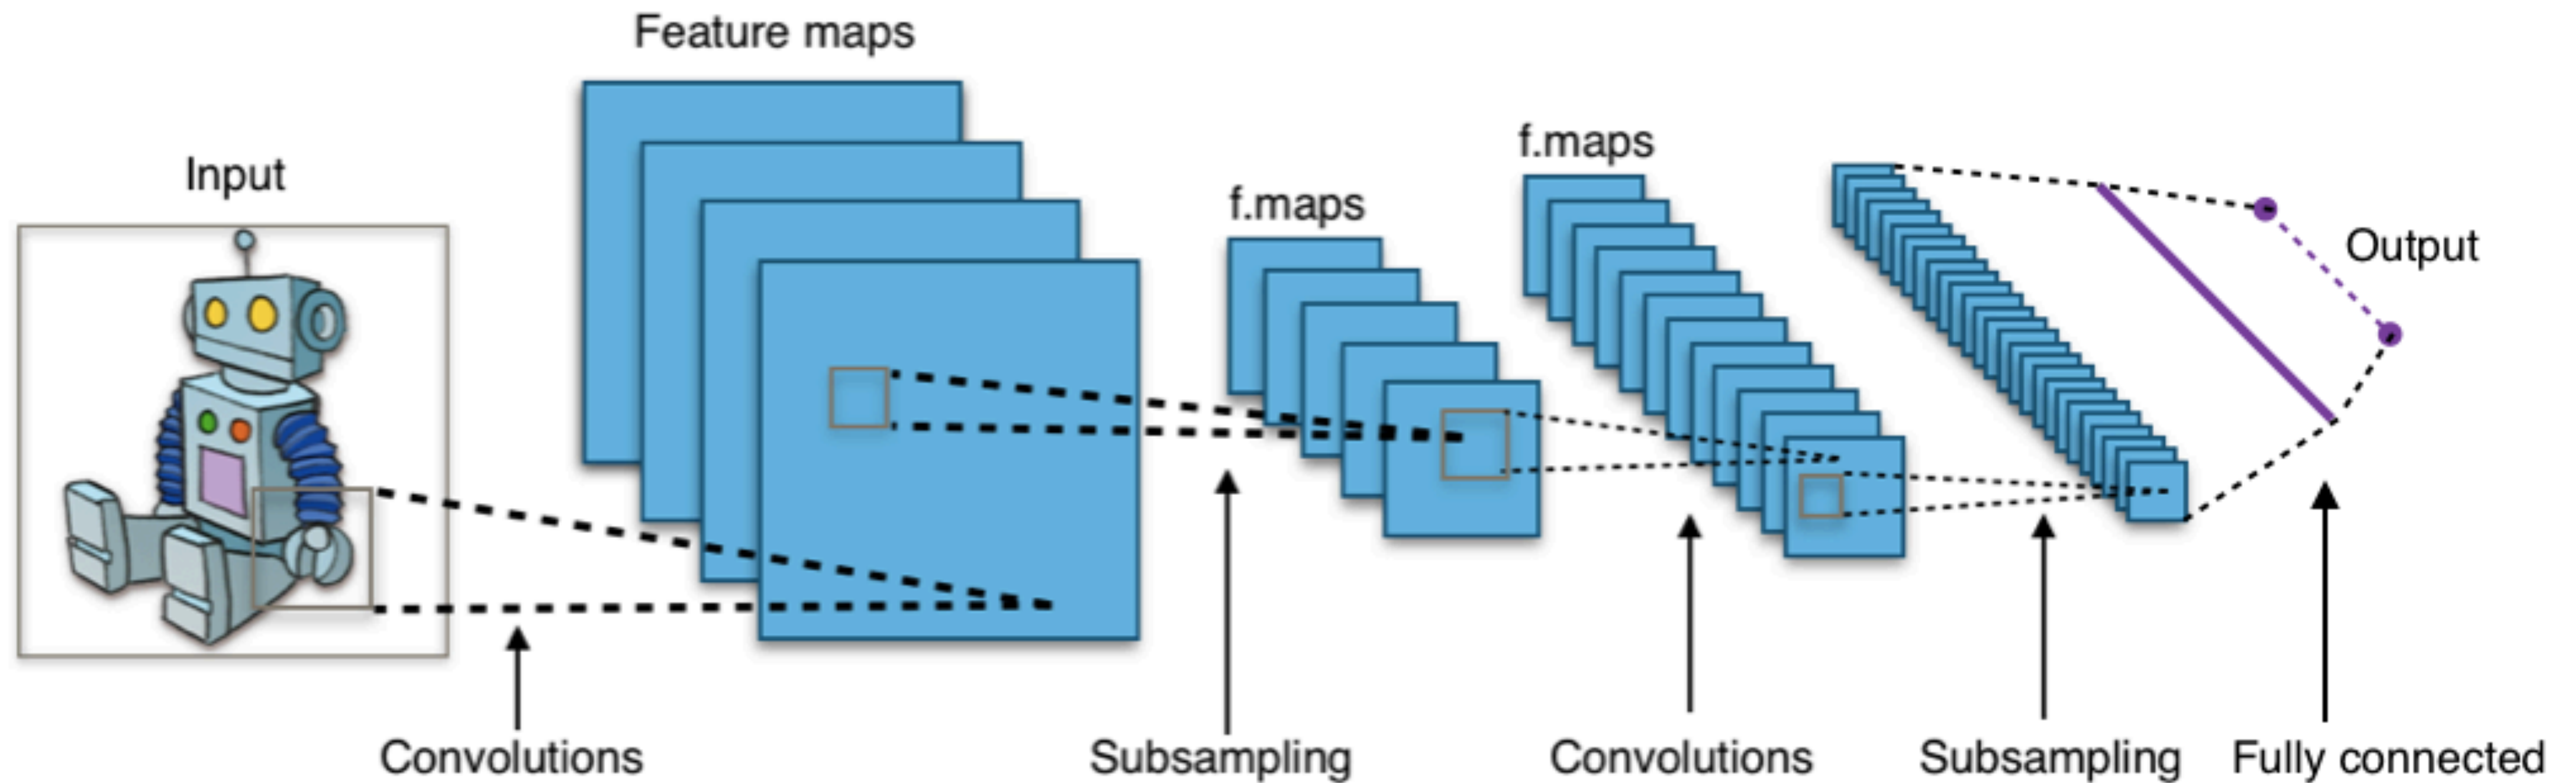 Feature maps
Input
f.maps
f.maps
Output
Convolutions
Subsampling
Convolutions
Subsampling
Fully connected